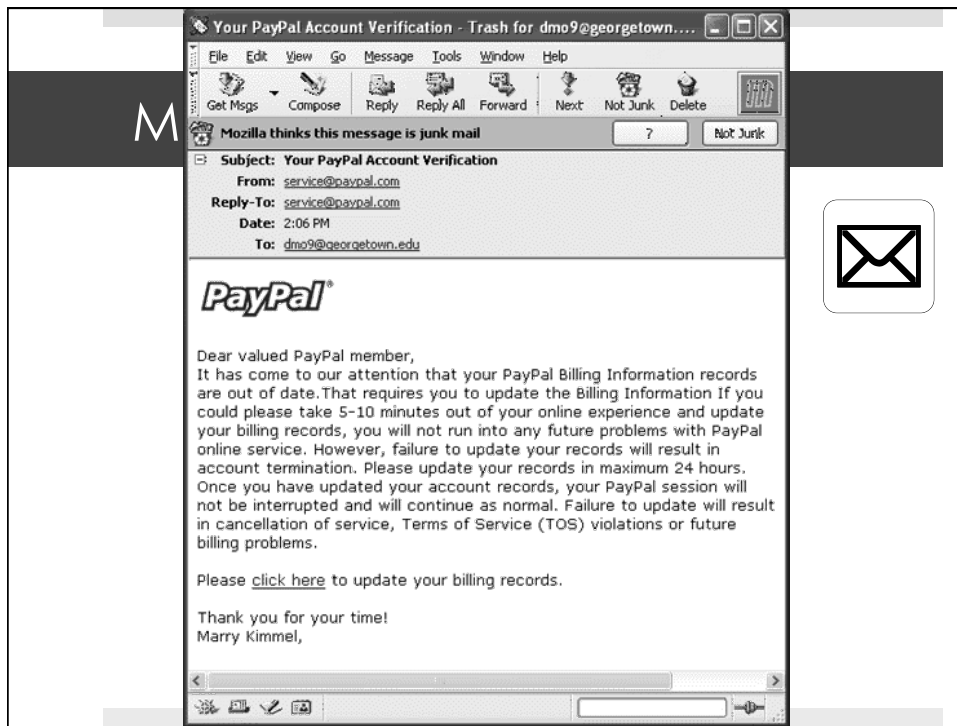 Your PayPal Account Verification - Trash for dmo9@georgetown....
File Edit View Go Message Tools Window Help
Get Msgs Compose Reply Reply All Forward Next Not Junk Delete
M
Mozilla thinks this message is junk mail ? Not Junk
Subject: Your PayPal Account Verification
From: service@paypal.com
Reply-To: service@paypal.com
Date: 2:06 PM
To: dmo9@georgetown.edu
PayPal®
Dear valued PayPal member,
It has come to our attention that your PayPal Billing Information records
are out of date.That requires you to update the Billing Information If you
could please take 5-10 minutes out of your online experience and update
your billing records, you will not run into any future problems with PayPal
online service. However, failure to update your records will result in
account termination. Please update your records in maximum 24 hours.
Once you have updated your account records, your PayPal session will
not be interrupted and will continue as normal. Failure to update will result
in cancellation of service, Terms of Service (TOS) violations or future
billing problems.
Please click here to update your billing records.
Thank you for your time!
Marry Kimmel,